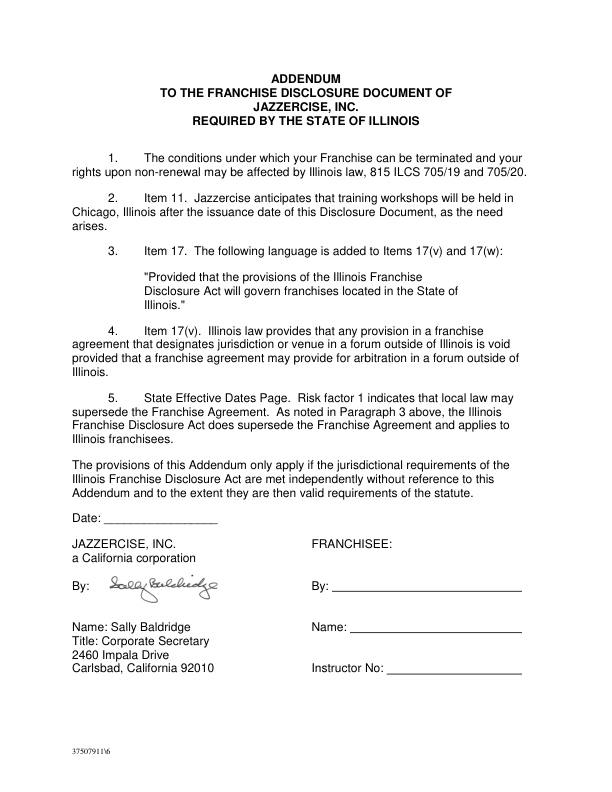 ADDENDUM
TO THE FRANCHISE DISCLOSURE DOCUMENT OF
JAZZERCISE, INC.
REQUIRED BY THE STATE OF ILLINOIS
1. The conditions under which your Franchise can be terminated and your
rights upon non-renewal may be affected by Illinois law, 815 ILCS 705/19 and 705/20.
2. Item 11. Jazzercise anticipates that training workshops will be held in
Chicago, Illinois after the issuance date of this Disclosure Document, as the need
arises.
3. Item 17. The following language is added to Items 17(v) and 17(w):
"Provided that the provisions of the Illinois Franchise
Disclosure Act will govern franchises located in the State of
Illinois."
4. Item 17(v). Illinois law provides that any provision in a franchise
agreement that designates jurisdiction or venue in a forum outside of Illinois is void
provided that a franchise agreement may provide for arbitration in a forum outside of
Illinois.
5. State Effective Dates Page. Risk factor 1 indicates that local law may
supersede the Franchise Agreement. As noted in Paragraph 3 above, the Illinois
Franchise Disclosure Act does supersede the Franchise Agreement and applies to
Illinois franchisees.
The provisions of this Addendum only apply if the jurisdictional requirements of the
Illinois Franchise Disclosure Act are met independently without reference to this
Addendum and to the extent they are then valid requirements of the statute.
Date: _________________
JAZZERCISE, INC. FRANCHISEE:
a California corporation
By: Sally Baldridge By: ____________________________
Name: Sally Baldridge Name: __________________________
Title: Corporate Secretary
2460 Impala Drive
Carlsbad, California 92010 Instructor No: ____________________
37507911\6